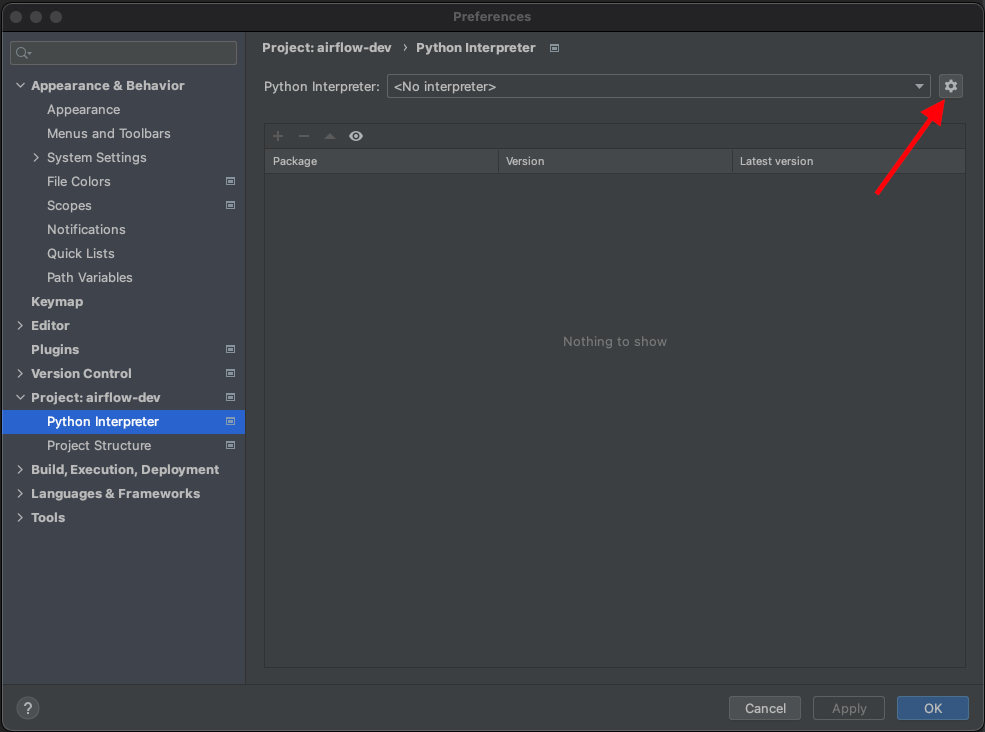 Preferences
Appearance & Behavior
Appearance
Menus and Toolbars
System Settings
File Colors
Scopes
Notifications
Quick Lists
Path Variables
Keymap
Editor
Plugins
Version Control
Project: airflow-dev
Python Interpreter
Project Structure
Build, Execution, Deployment
Languages & Frameworks
Tools
Project: airflow-dev › Python Interpreter
Python Interpreter: <No interpreter>
Package Version Latest version
Nothing to show
? Cancel Apply OK